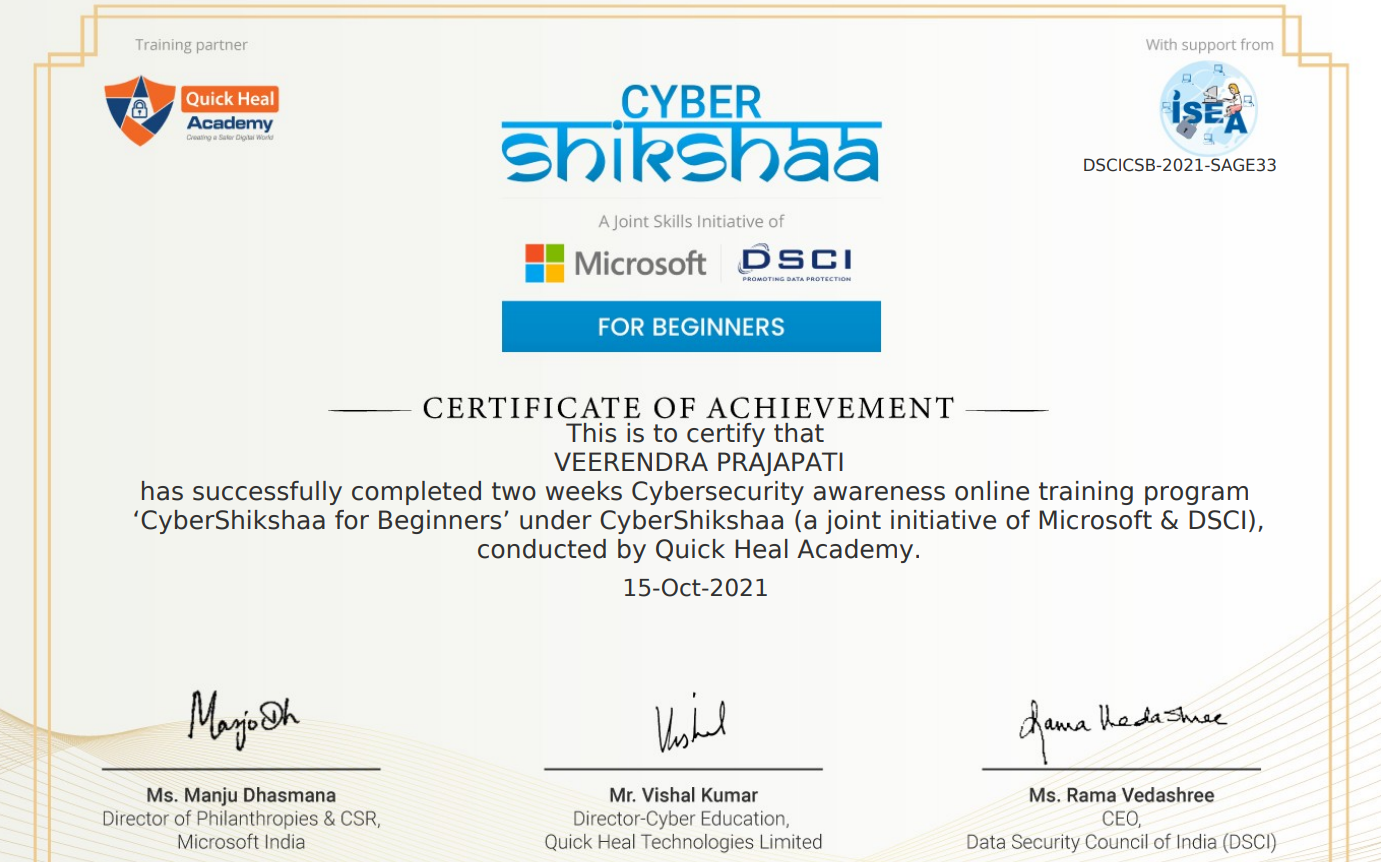 Training partner
With support from
Quick Heal
Academy
Creating a Safer Digital World
ISEA
DSCICSB-2021-SAGE33
CYBER
shikshaa
A Joint Skills Initiative of
Microsoft
DSCI
PROMOTING DATA PROTECTION
FOR BEGINNERS
CERTIFICATE OF ACHIEVEMENT
This is to certify that
VEERENDRA PRAJAPATI
has successfully completed two weeks Cybersecurity awareness online training program
‘CyberShikshaa for Beginners’ under CyberShikshaa (a joint initiative of Microsoft & DSCI),
conducted by Quick Heal Academy.
15-Oct-2021
Manjo Dh
Vishal
Rama Vedashree
Ms. Manju Dhasmana
Director of Philanthropies & CSR,
Microsoft India
Mr. Vishal Kumar
Director-Cyber Education,
Quick Heal Technologies Limited
Ms. Rama Vedashree
CEO,
Data Security Council of India (DSCI)